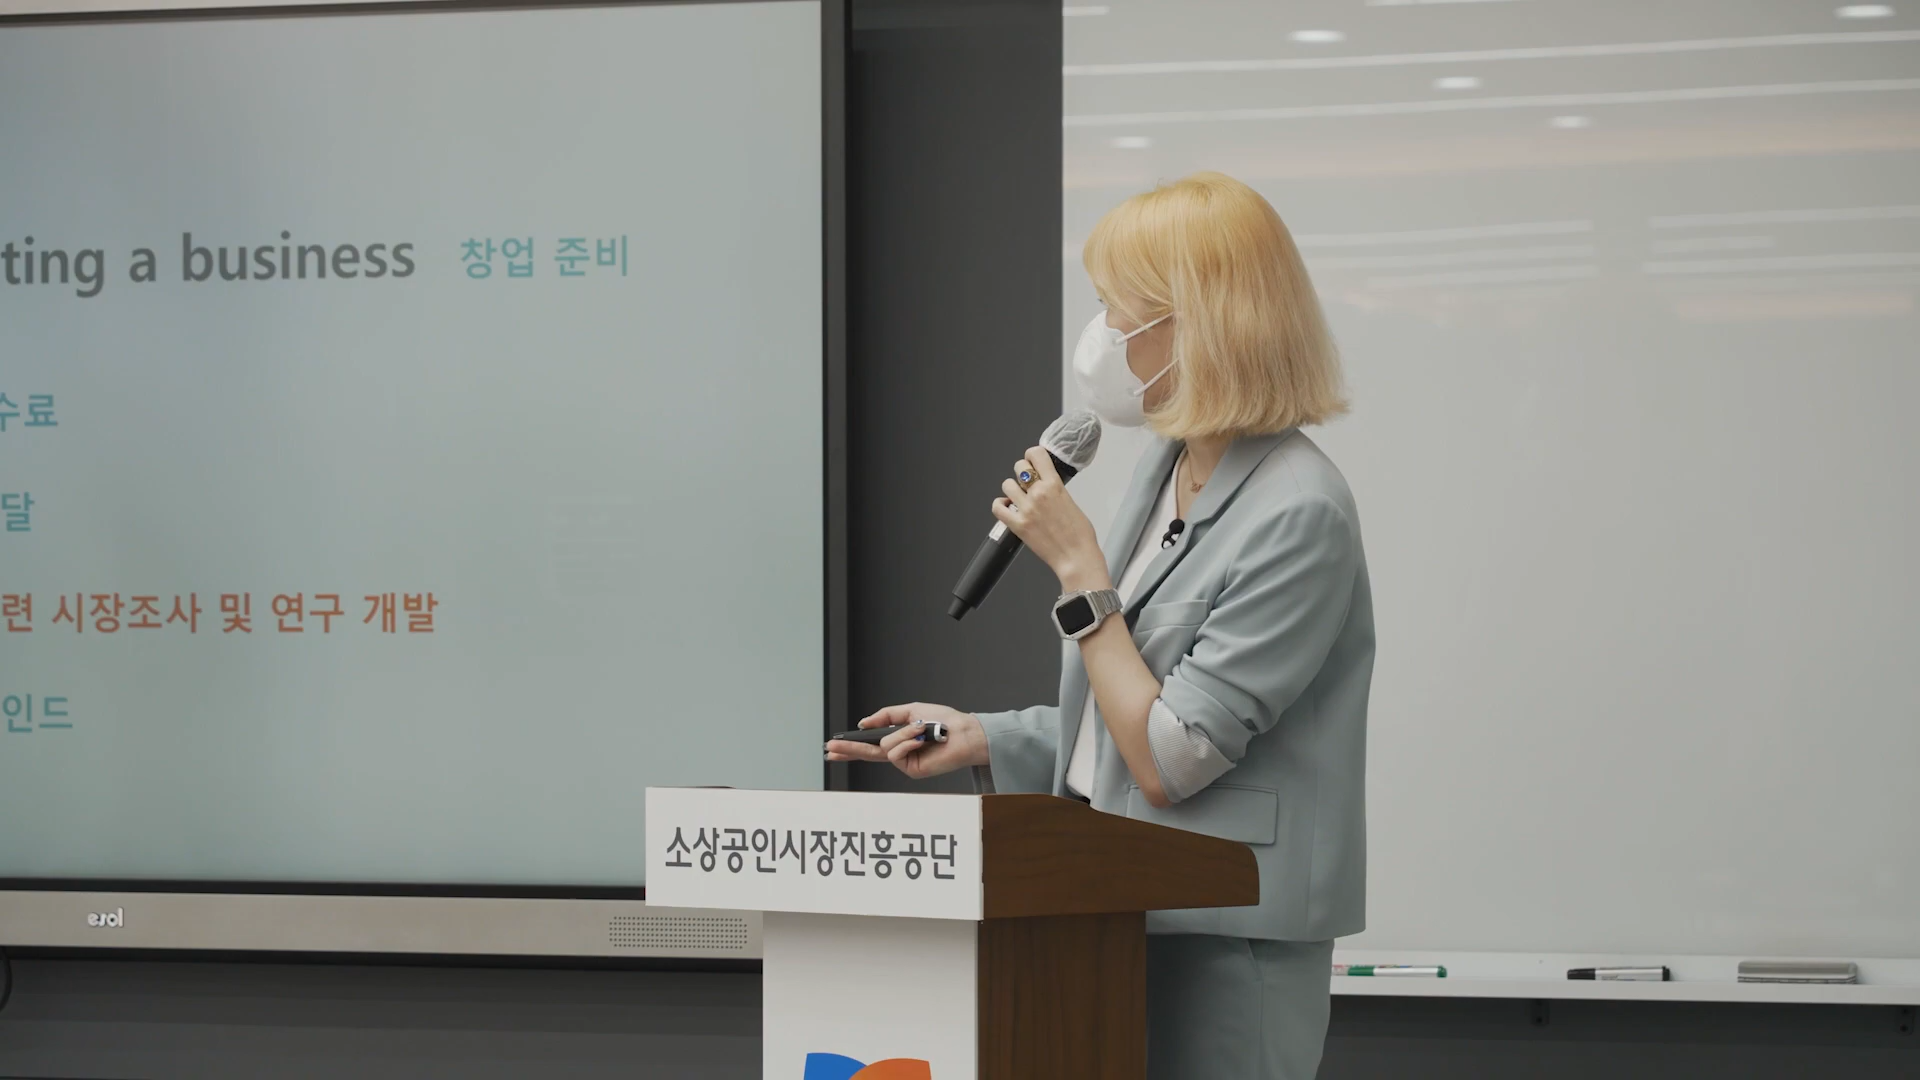 ting a business 창업 준비
수료
달
련 시장조사 및 연구 개발
인드
소상공인시장진흥공단
esol